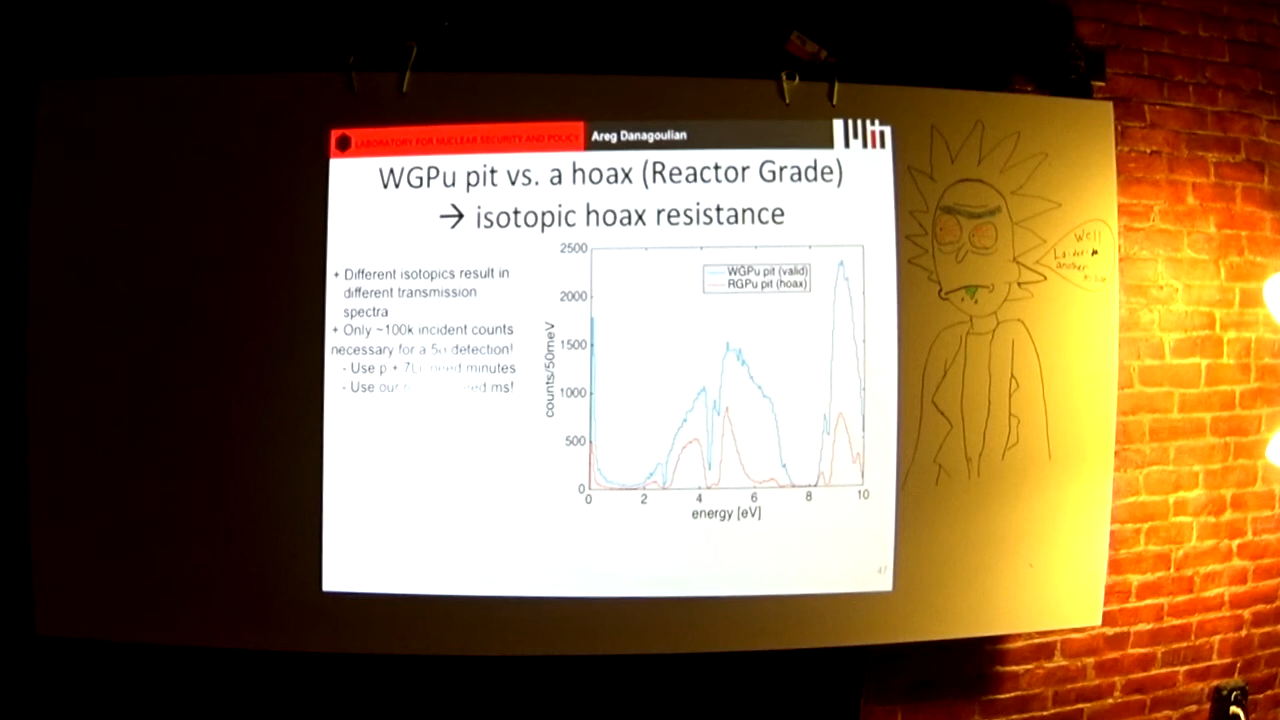 LABORATORY FOR NUCLEAR SECURITY AND POLICY
Areg Danagoulian
WGPu pit vs. a hoax (Reactor Grade)
→ isotopic hoax resistance
+ Different isotopics result in
different transmission
spectra
+ Only ~100k incident counts
necessary for a 5σ detection!
- Use p + 7Li need minutes
- Use our ms!
2500
2000
1500
1000
500
0
counts/50meV
WGPu pit (valid)
RGPu pit (hoax)
0 2 4 6 8 10
energy [eV]
47
Well
another